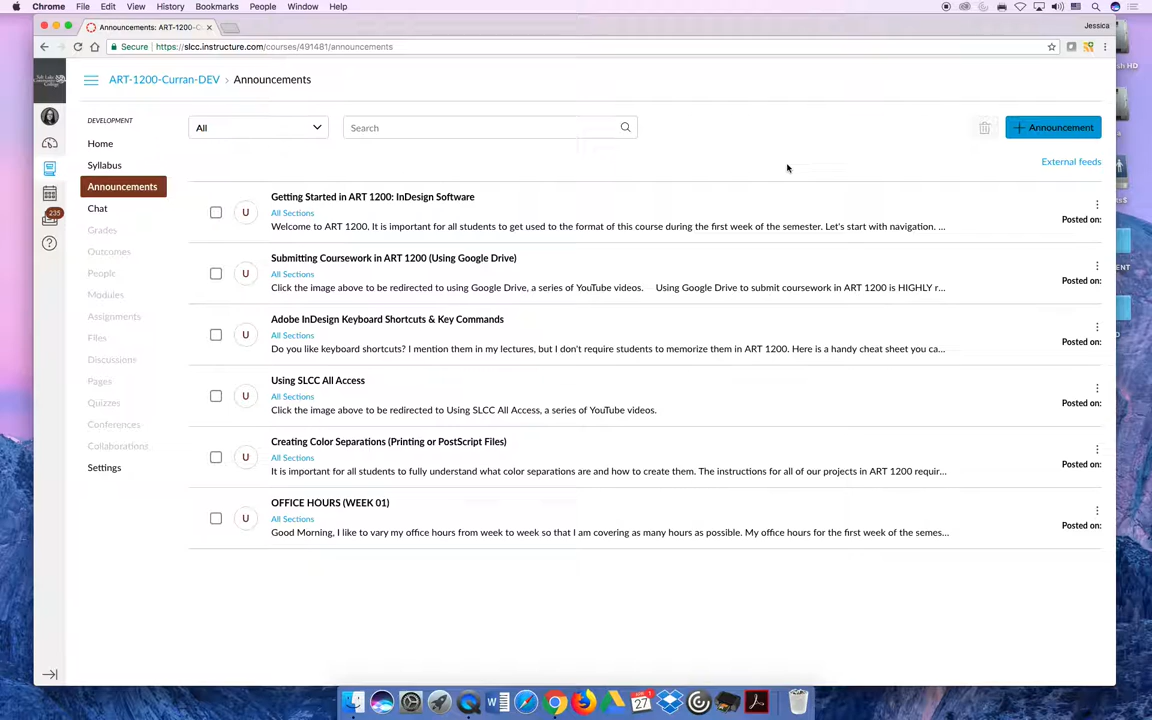 Chrome File Edit View History Bookmarks People Window Help
Announcements: ART-1200-C
Jessica
Secure https://slcc.instructure.com/courses/491481/announcements
ART-1200-Curran-DEV > Announcements
DEVELOPMENT
Home
Syllabus
Announcements
Chat
Grades
Outcomes
People
Modules
Assignments
Files
Discussions
Pages
Quizzes
Conferences
Collaborations
Settings
235
All
Search
+ Announcement
External feeds
Getting Started in ART 1200: InDesign Software
U
All Sections
Posted on:
Welcome to ART 1200. It is important for all students to get used to the format of this course during the first week of the semester. Let's start with navigation. ...
Submitting Coursework in ART 1200 (Using Google Drive)
U
All Sections
Posted on:
Click the image above to be redirected to using Google Drive, a series of YouTube videos. Using Google Drive to submit coursework in ART 1200 is HIGHLY r...
Adobe InDesign Keyboard Shortcuts & Key Commands
U
All Sections
Posted on:
Do you like keyboard shortcuts? I mention them in my lectures, but I don't require students to memorize them in ART 1200. Here is a handy cheat sheet you ca...
Using SLCC All Access
U
All Sections
Posted on:
Click the image above to be redirected to Using SLCC All Access, a series of YouTube videos.
Creating Color Separations (Printing or PostScript Files)
U
All Sections
Posted on:
It is important for all students to fully understand what color separations are and how to create them. The instructions for all of our projects in ART 1200 requir...
OFFICE HOURS (WEEK 01)
U
All Sections
Posted on:
Good Morning, I like to vary my office hours from week to week so that I am covering as many hours as possible. My office hours for the first week of the semes...
sh HD
ENT
27